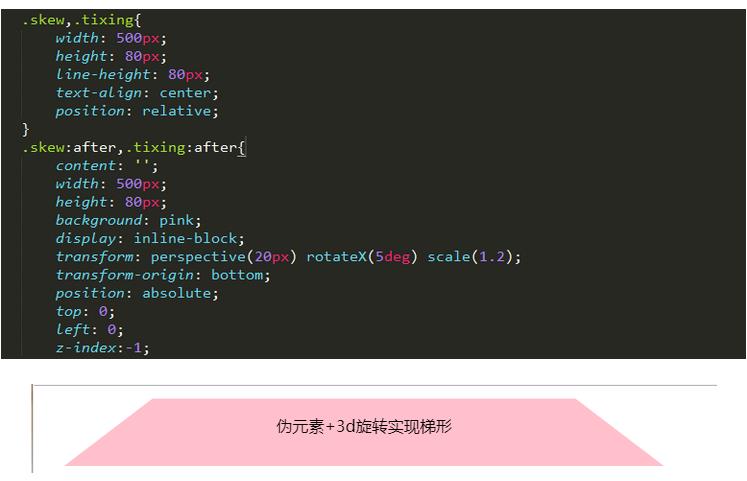 .skew,.tixing{
width: 500px;
height: 80px;
line-height: 80px;
text-align: center;
position: relative;
}
.skew:after,.tixing:after{
content: '';
width: 500px;
height: 80px;
background: pink;
display: inline-block;
transform: perspective(20px) rotateX(5deg) scale(1.2);
transform-origin: bottom;
position: absolute;
top: 0;
left: 0;
z-index:-1;
伪元素+3d旋转实现梯形